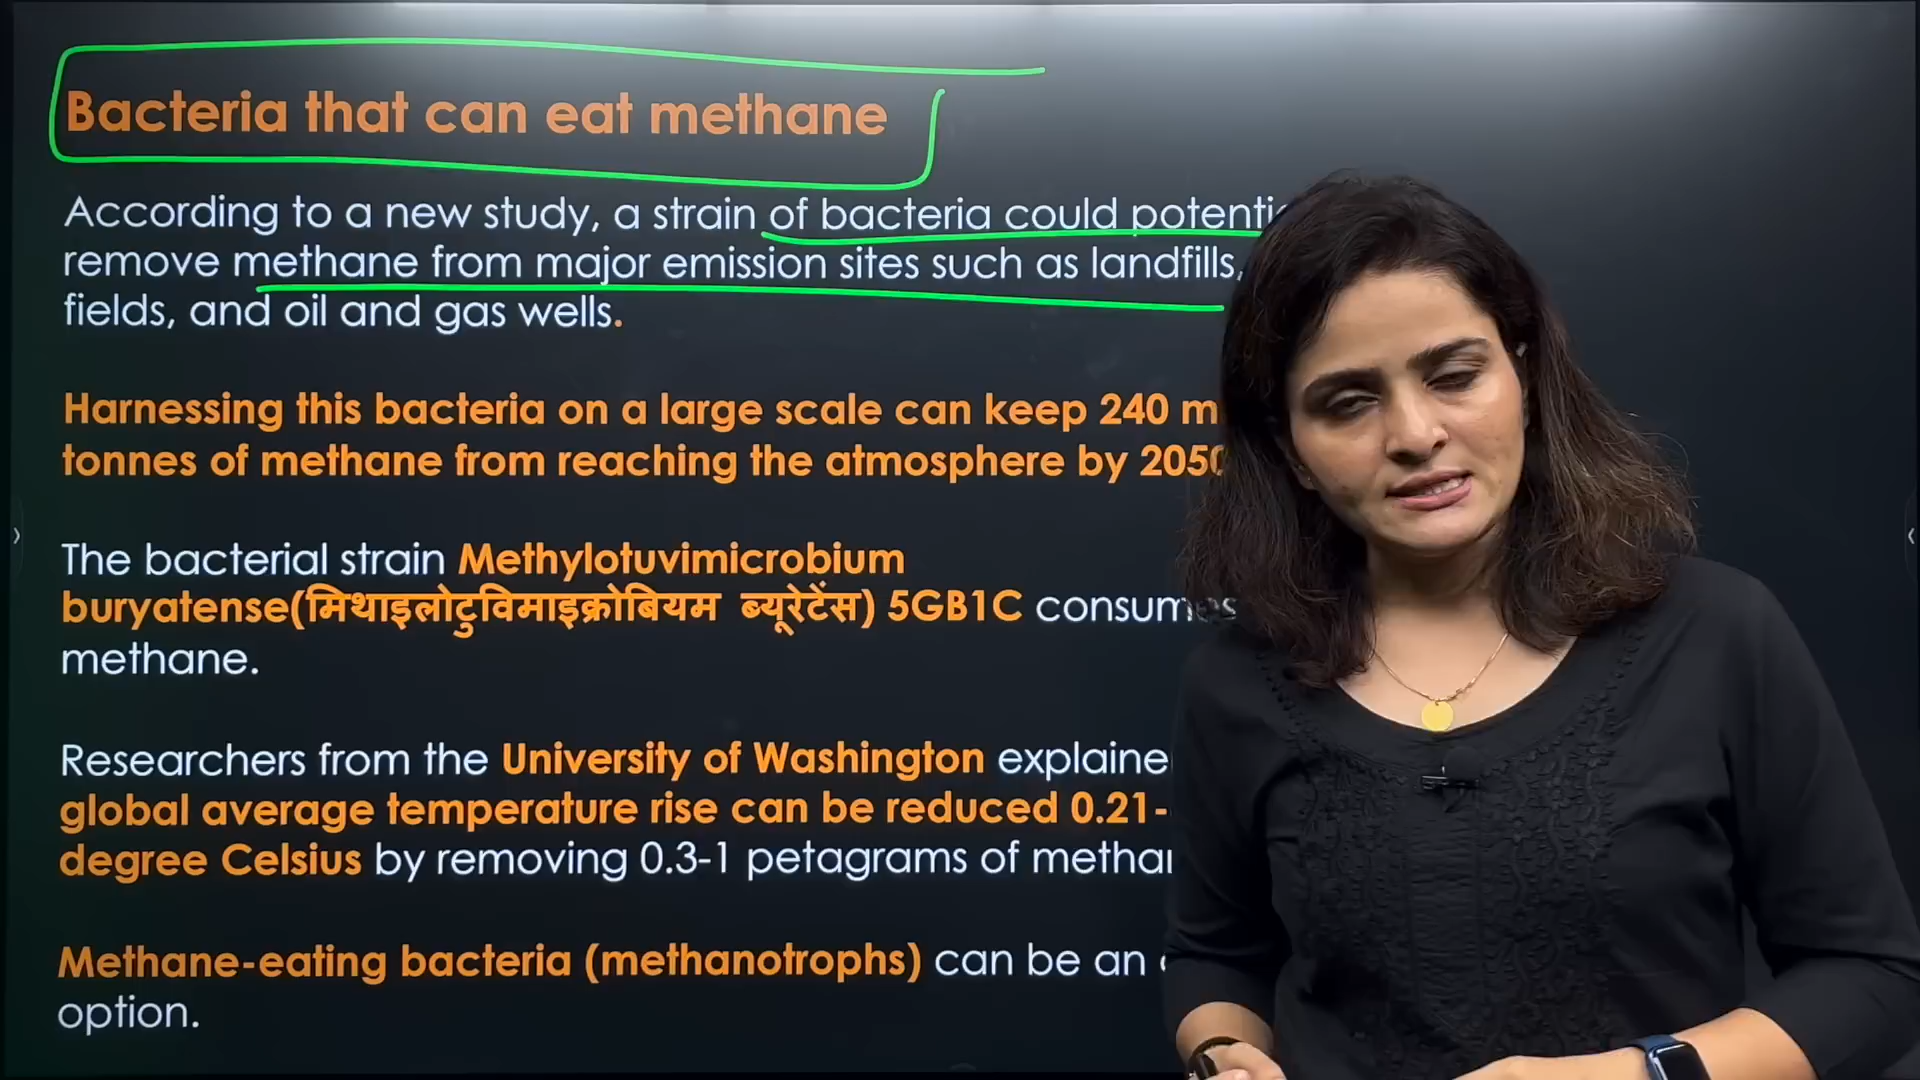 Bacteria that can eat methane
According to a new study, a strain of bacteria could
remove methane from major emission sites such as landfills,
fields, and oil and gas wells.
Harnessing this bacteria on a large scale can keep 240
tonnes of methane from reaching the atmosphere by 2050
The bacterial strain Methylotuvimicrobium
buryatense(मिथाइलोटुविमाइक्रोबियम ब्यूरेटेंस) 5GB1C consumes
methane.
Researchers from the University of Washington
global average temperature rise can be reduced 0.21-
degree Celsius by removing 0.3-1 petagrams of
Methane-eating bacteria (methanotrophs) can be an
option.